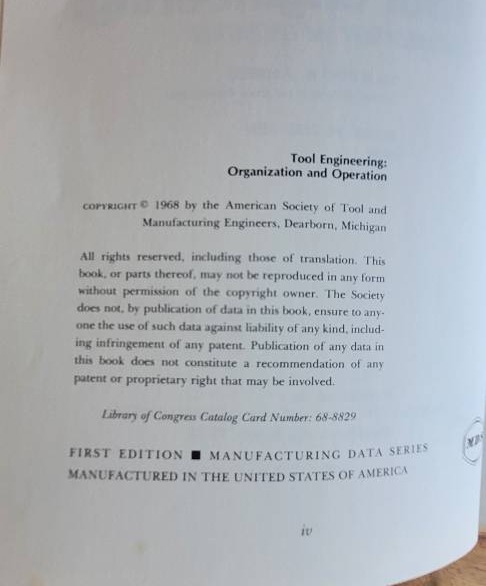 Tool Engineering:
Organization and Operation
COPYRIGHT © 1968 by the American Society of Tool and
Manufacturing Engineers, Dearborn, Michigan
All rights reserved, including those of translation. This
book, or parts thereof, may not be reproduced in any form
without permission of the copyright owner. The Society
does not, by publication of data in this book, ensure to any-
one the use of such data against liability of any kind, includ-
ing infringement of any patent. Publication of any data in
this book does not constitute a recommendation of any
patent or proprietary right that may be involved.
Library of Congress Catalog Card Number: 68-8829
FIRST EDITION ■ MANUFACTURING DATA SERIES
MANUFACTURED IN THE UNITED STATES OF AMERICA
iv